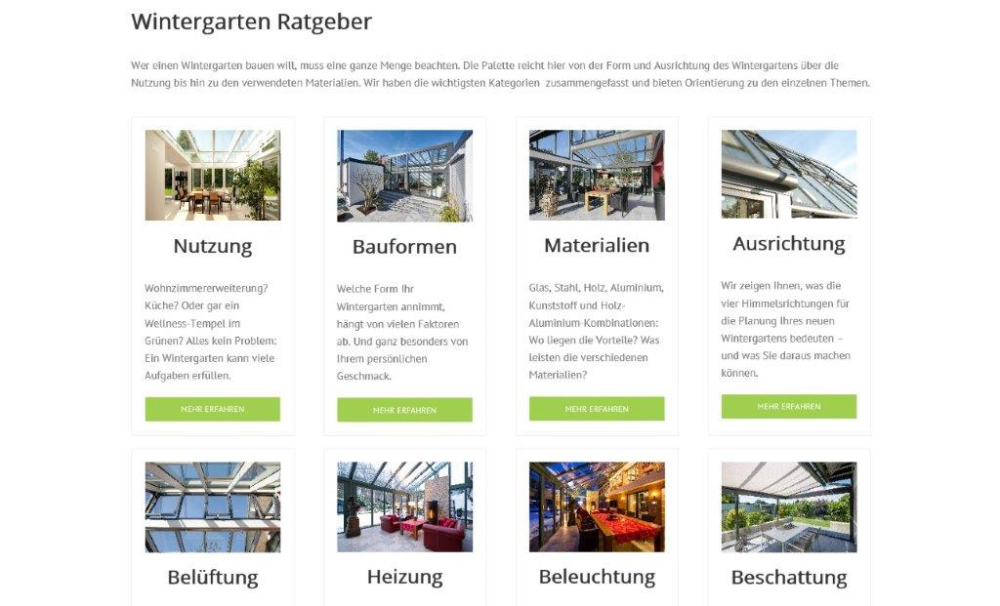 Wintergarten Ratgeber
Wer einen Wintergarten bauen will, muss eine ganze Menge beachten. Die Palette reicht hier von der Form und Ausrichtung des Wintergartens über die
Nutzung bis hin zu den verwendeten Materialien. Wir haben die wichtigsten Kategorien zusammengefasst und bieten Orientierung zu den einzelnen Themen.
Nutzung
Wohnzimmererweiterung?
Küche? Oder gar ein
Wellness-Tempel im
Grünen? Alles kein Problem:
Ein Wintergarten kann viele
Aufgaben erfüllen.
MEHR ERFAHREN
Bauformen
Welche Form Ihr
Wintergarten annimmt,
hängt von vielen Faktoren
ab. Und ganz besonders von
Ihrem persönlichen
Geschmack.
MEHR ERFAHREN
Materialien
Glas, Stahl, Holz, Aluminium,
Kunststoff und Holz-
Aluminium-Kombinationen:
Wo liegen die Vorteile? Was
leisten die verschiedenen
Materialien?
MEHR ERFAHREN
Ausrichtung
Wir zeigen Ihnen, was die
vier Himmelsrichtungen für
die Planung Ihres neuen
Wintergartens bedeuten –
und was Sie daraus machen
können.
MEHR ERFAHREN
Belüftung
Heizung
Beleuchtung
Beschattung